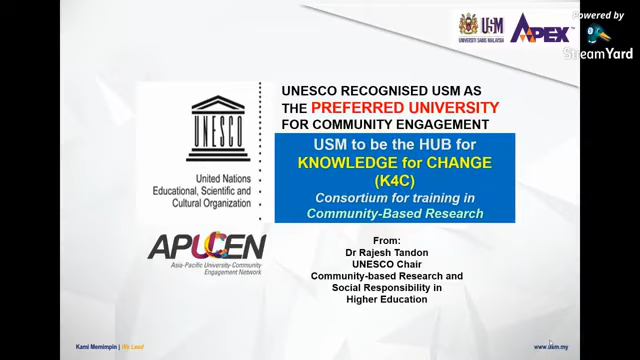 Powered by
StreamYard
USM
UNIVERSITI SAINS MALAYSIA
APEX
UNESCO RECOGNISED USM AS
THE PREFERRED UNIVERSITY
FOR COMMUNITY ENGAGEMENT
UNESCO
United Nations
Educational, Scientific and
Cultural Organization
USM to be the HUB for
KNOWLEDGE for CHANGE
(K4C)
Consortium for training in
Community-Based Research
APUCEN
Asia-Pacific University-Community
Engagement Network
From:
Dr Rajesh Tandon
UNESCO Chair
Community-based Research and
Social Responsibility in
Higher Education
Kami Memimpin | We Lead
www.usm.my